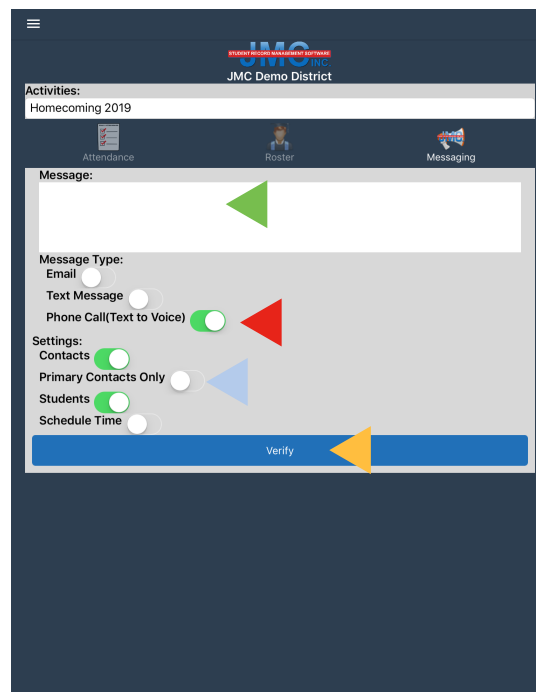 JMC
STUDENT RECORD MANAGEMENT SOFTWARE
INC.
JMC Demo District
Activities:
Homecoming 2019
Attendance
Roster
Messaging
Message:
Message Type:
Email
Text Message
Phone Call(Text to Voice)
Settings:
Contacts
Primary Contacts Only
Students
Schedule Time
Verify